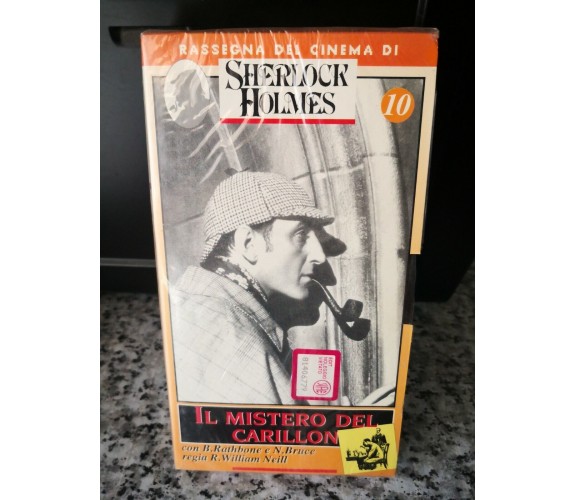 RASSEGNA DEL CINEMA DI
SHERLOCK
HOLMES
10
IL MISTERO DEL
CARILLON
con B.Rathbone e N.Bruce
regia R.William Neill